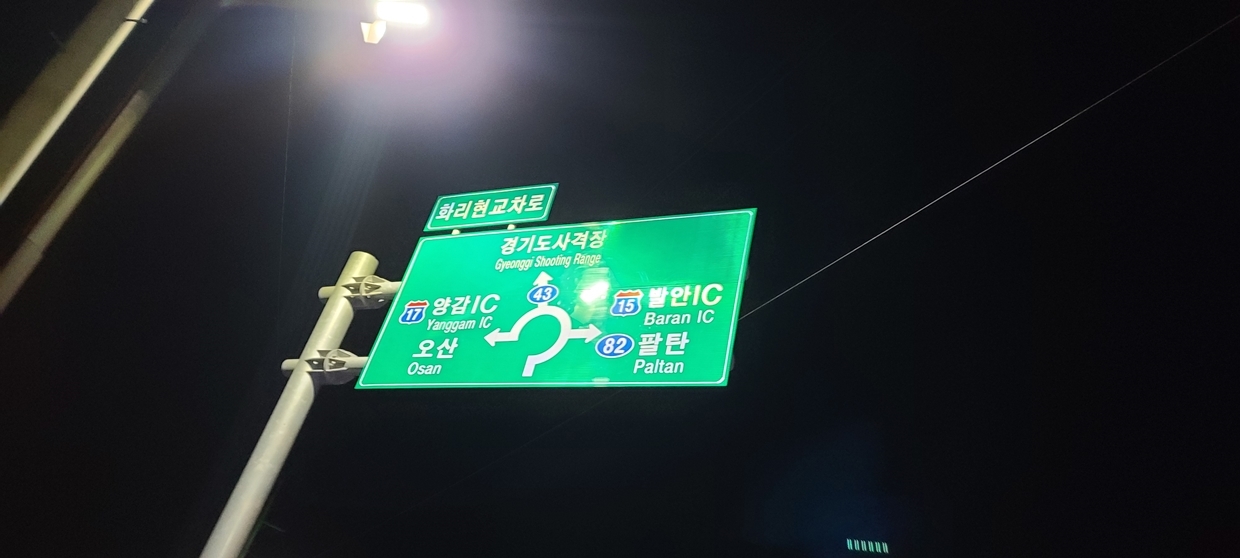 화리현교차로
경기도사격장
Gyeonggi Shooting Range
43
17 양감IC
Yanggam IC
오산
Osan
15 발안IC
Baran IC
82 팔탄
Paltan